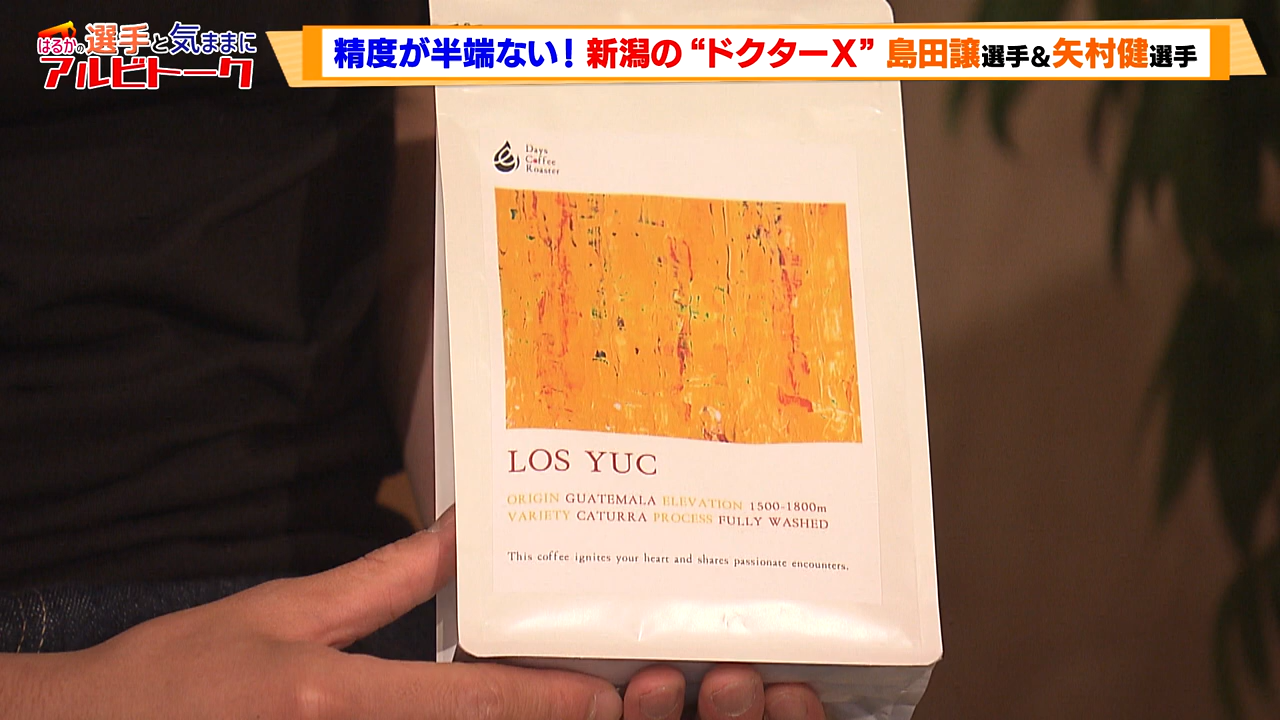 はるかの選手と気ままに
アルビトーク
精度が半端ない！新潟の“ドクターX” 島田譲選手&矢村健選手
Days
Coffee
Roaster
LOS YUC
ORIGIN GUATEMALA ELEVATION 1500-1800m
VARIETY CATURRA PROCESS FULLY WASHED
This coffee ignites your heart and shares passionate encounters.